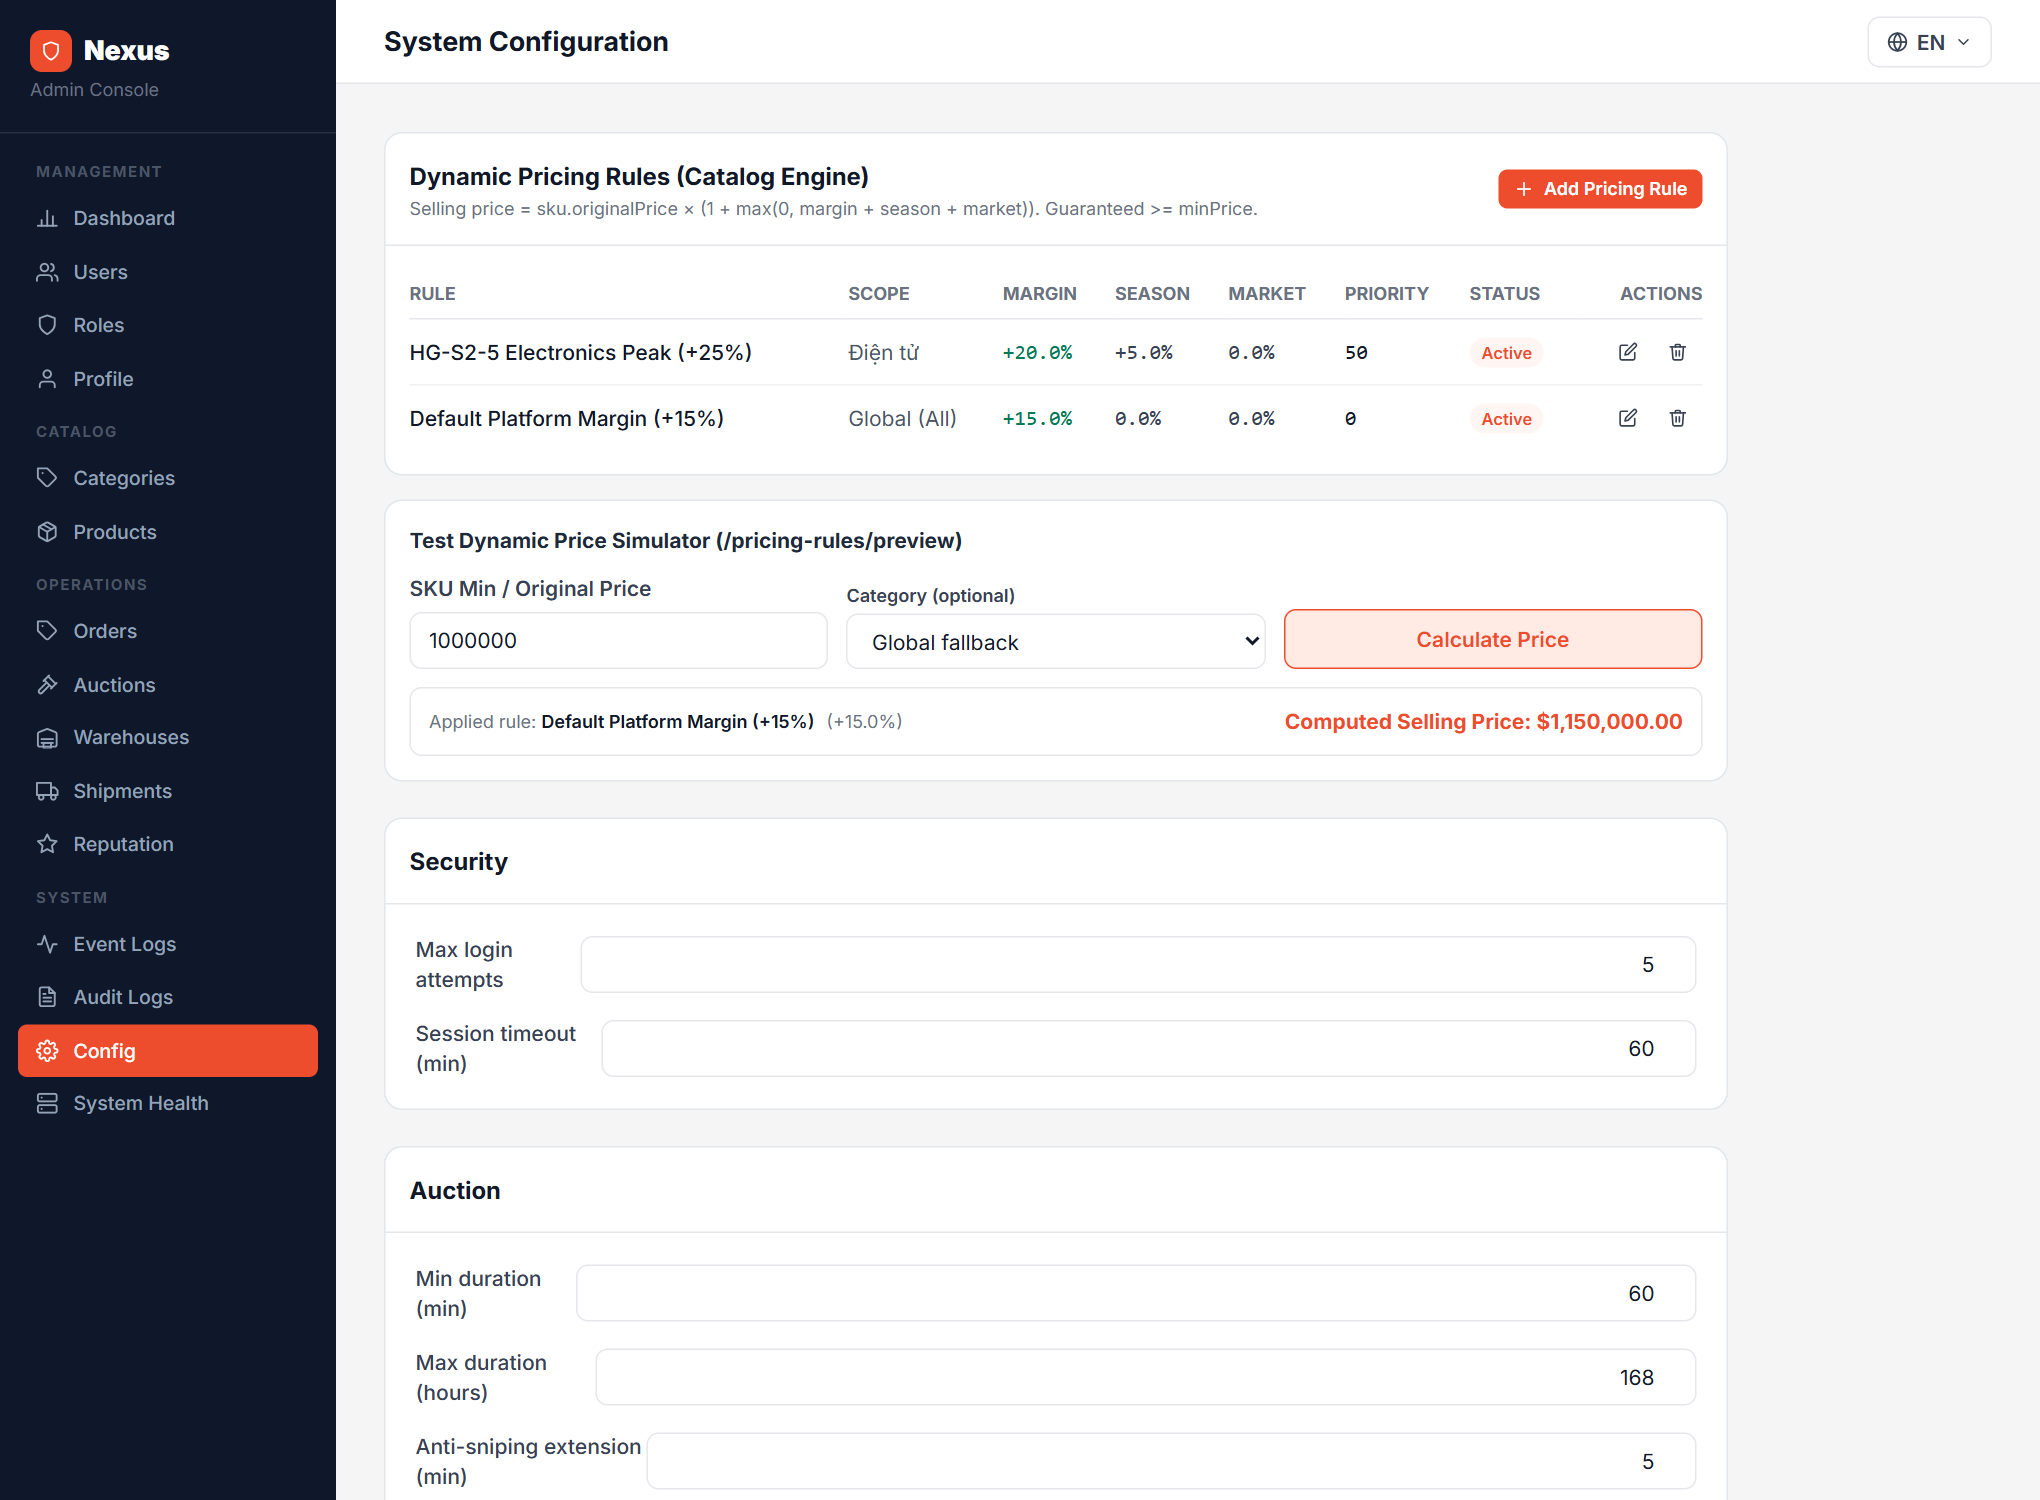 Nexus
Admin Console
MANAGEMENT
Dashboard
Users
Roles
Profile
CATALOG
Categories
Products
OPERATIONS
Orders
Auctions
Warehouses
Shipments
Reputation
SYSTEM
Event Logs
Audit Logs
Config
System Health
System Configuration
EN
Dynamic Pricing Rules (Catalog Engine)
Selling price = sku.originalPrice × (1 + max(0, margin + season + market)). Guaranteed >= minPrice.
Add Pricing Rule
RULE SCOPE MARGIN SEASON MARKET PRIORITY STATUS ACTIONS
HG-S2-5 Electronics Peak (+25%) Điện tử +20.0% +5.0% 0.0% 50 Active
Default Platform Margin (+15%) Global (All) +15.0% 0.0% 0.0% 0 Active
Test Dynamic Price Simulator (/pricing-rules/preview)
SKU Min / Original Price
1000000
Category (optional)
Global fallback
Calculate Price
Applied rule: Default Platform Margin (+15%) (+15.0%)
Computed Selling Price: $1,150,000.00
Security
Max login
attempts
5
Session timeout
(min)
60
Auction
Min duration
(min)
60
Max duration
(hours)
168
Anti-sniping extension
(min)
5